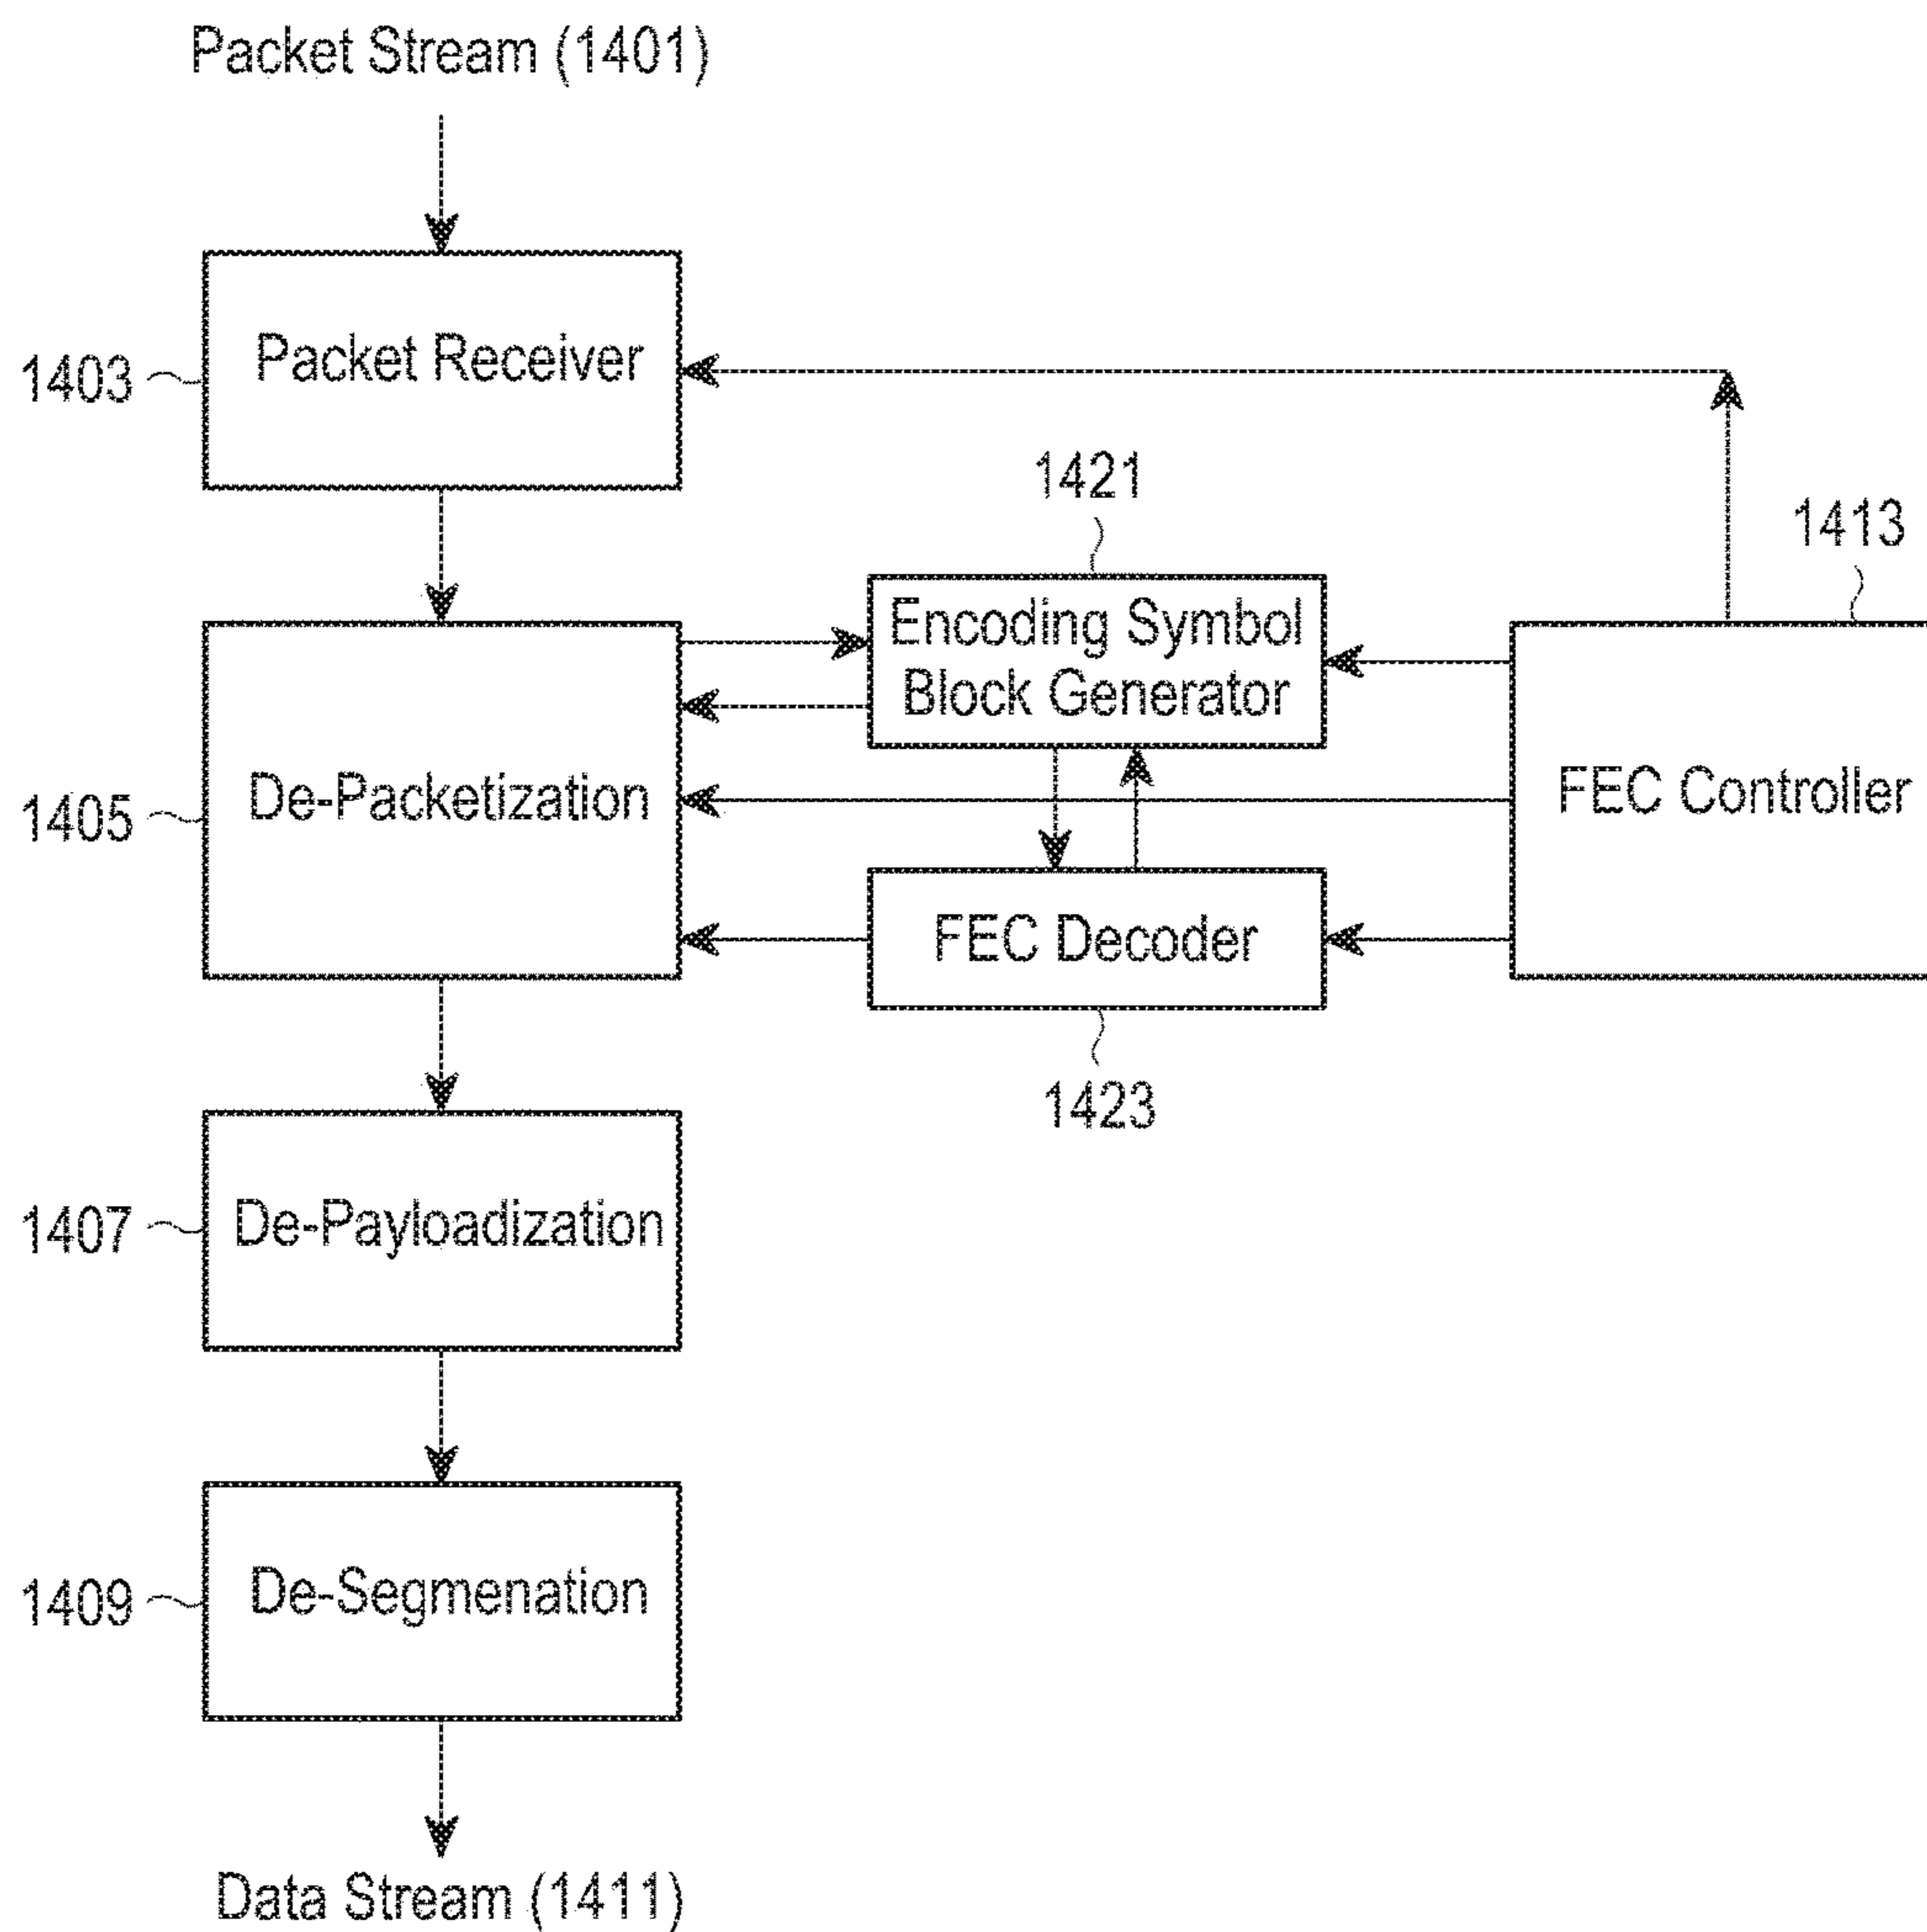 Packet Stream (1401)
Packet Receiver
1403
1421
1413
Encoding Symbol
Block Generator
De-Packetization
FEC Controller
1405
FEC Decoder
1423
De-Payloadization
1407
De-Segmenation
1409
Data Stream (1411)